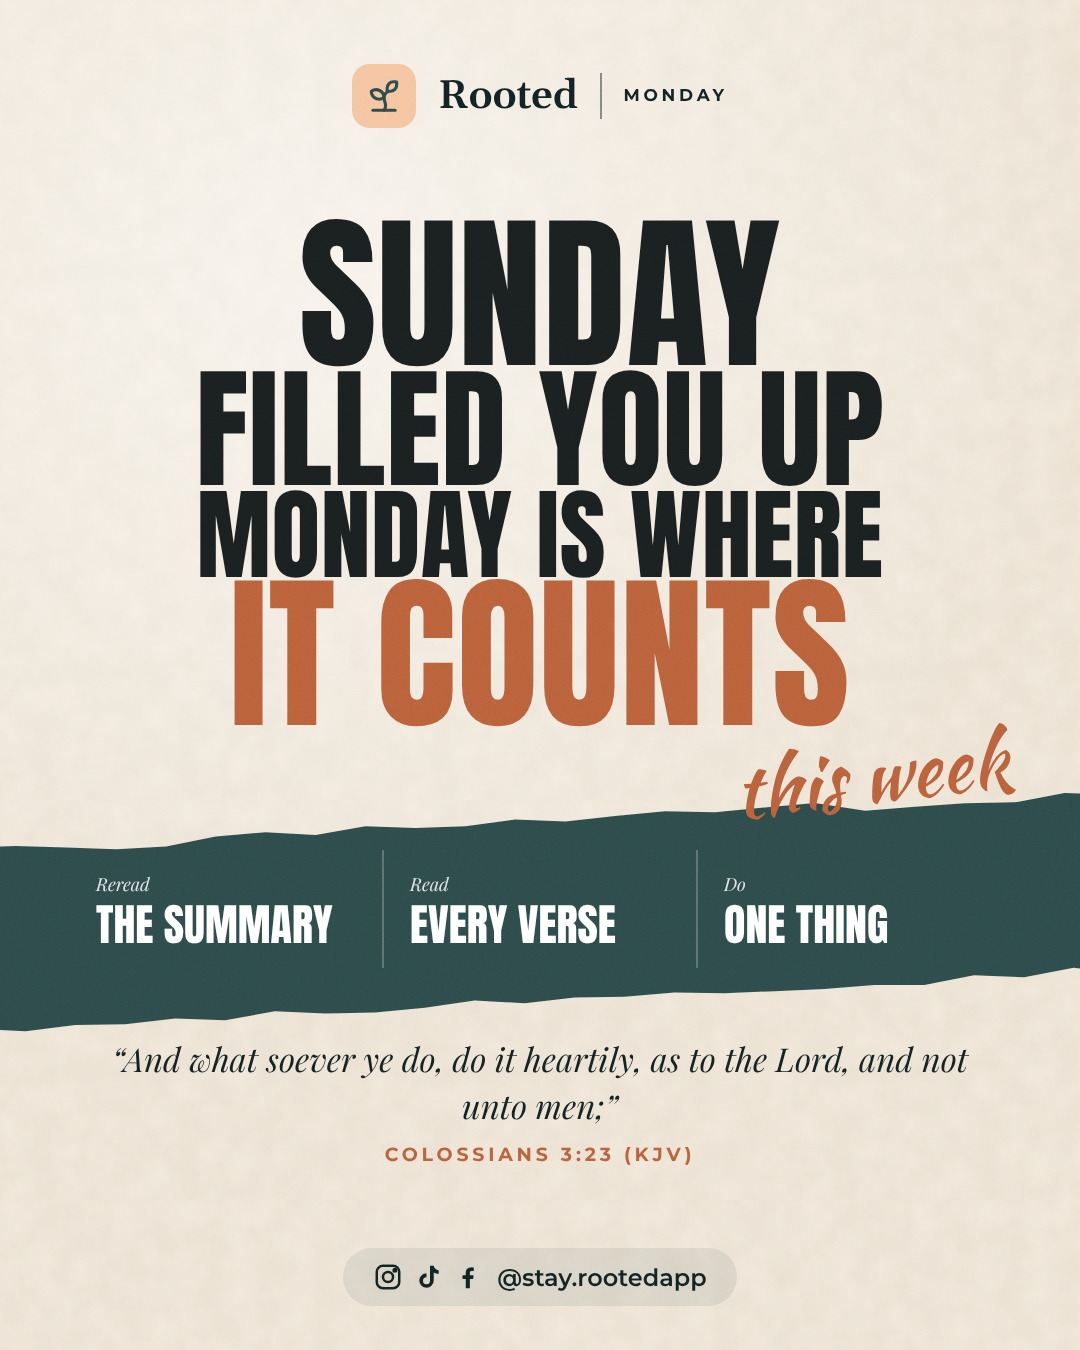 Rooted
MONDAY
SUNDAY
FILLED YOU UP
MONDAY IS WHERE
IT COUNTS
this week
Reread
THE SUMMARY
Read
EVERY VERSE
Do
ONE THING
“And what soever ye do, do it heartily, as to the Lord, and not
unto men;”
COLOSSIANS 3:23 (KJV)
@stay.rootedapp